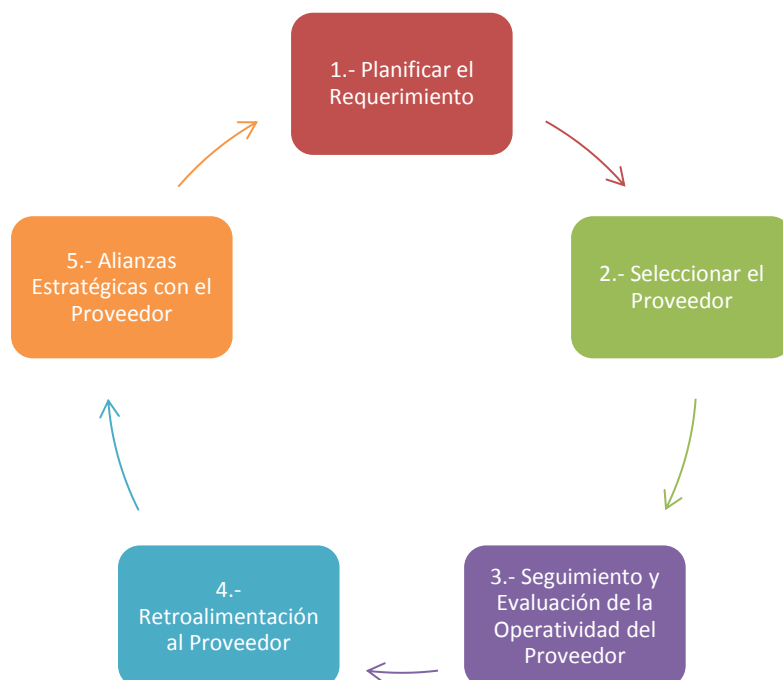 1.- Planificar el
Requerimiento
2.- Seleccionar el
Proveedor
3.- Seguimiento y
Evaluación de la
Operatividad del
Proveedor
4.-
Retroalimentación
al Proveedor
5.- Alianzas
Estratégicas con el
Proveedor